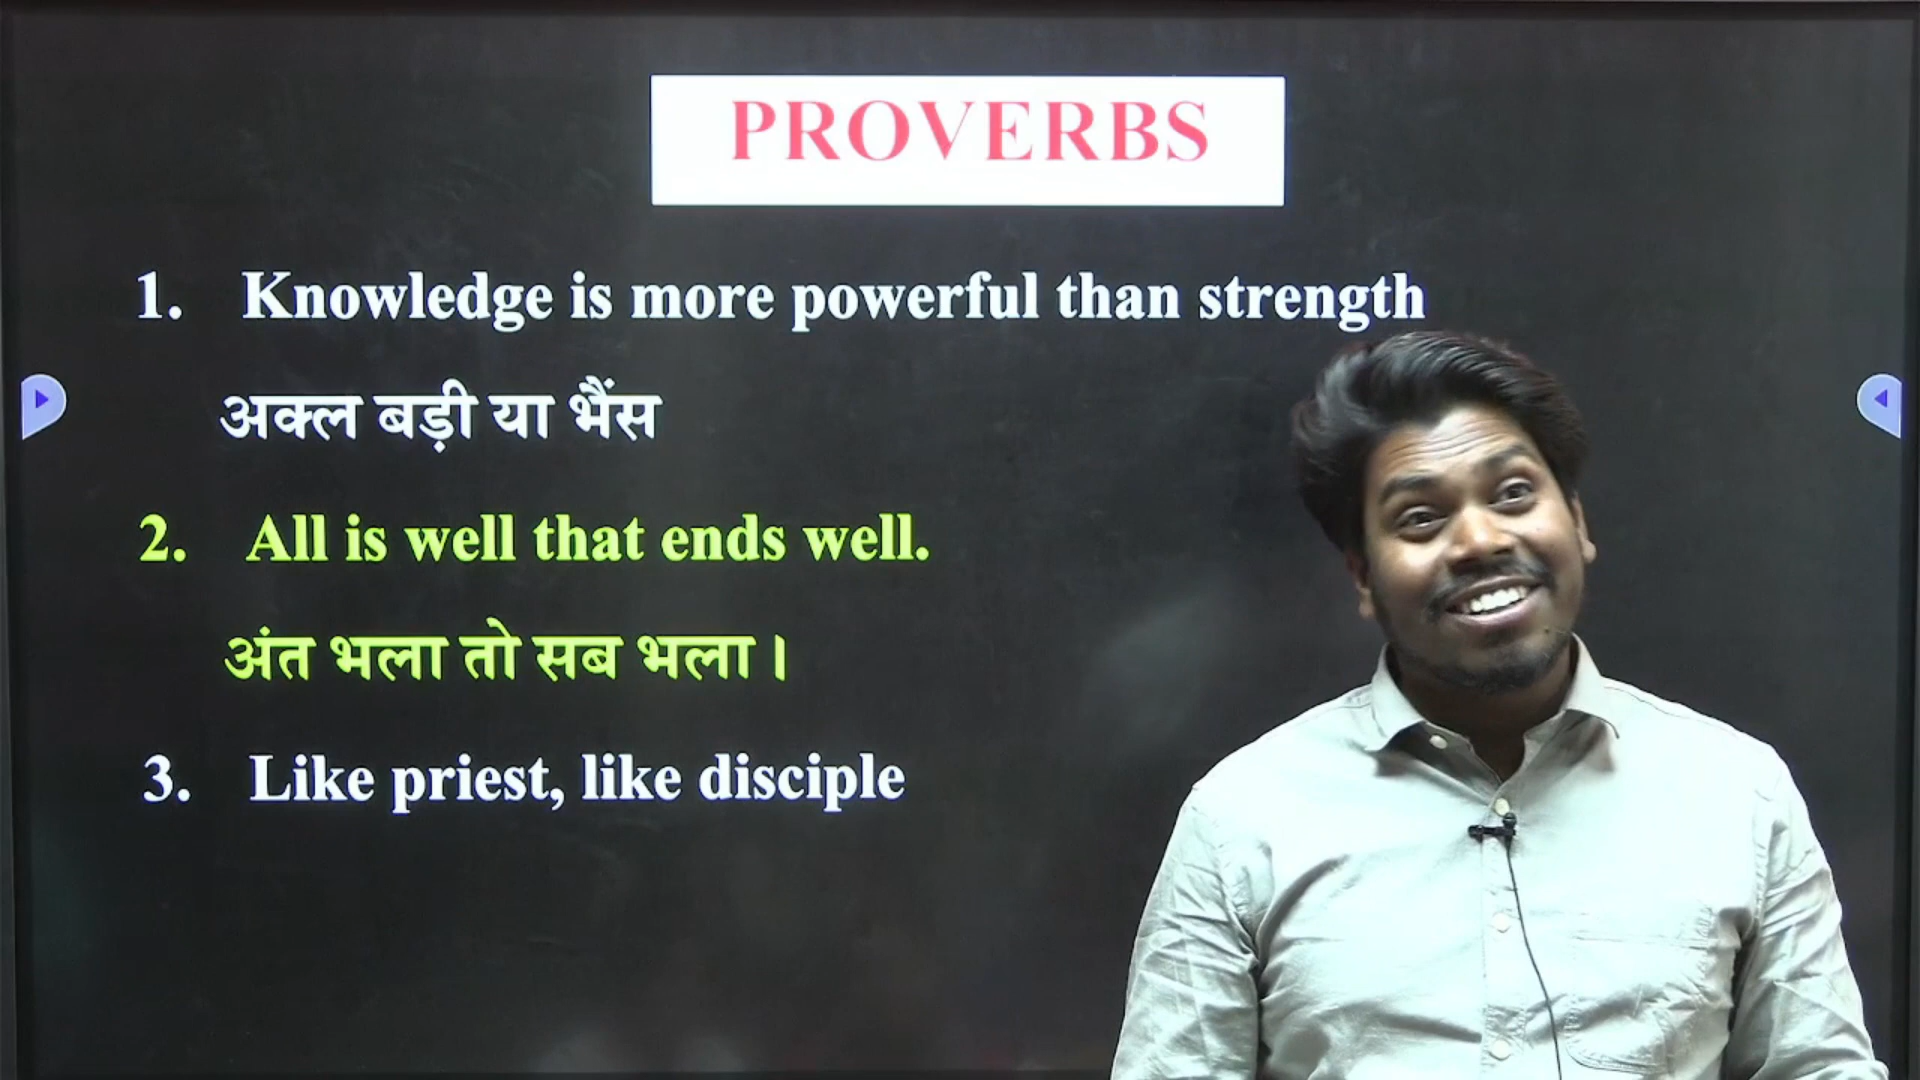 PROVERBS
1. Knowledge is more powerful than strength
अक्ल बड़ी या भैंस
2. All is well that ends well.
अंत भला तो सब भला।
3. Like priest, like disciple